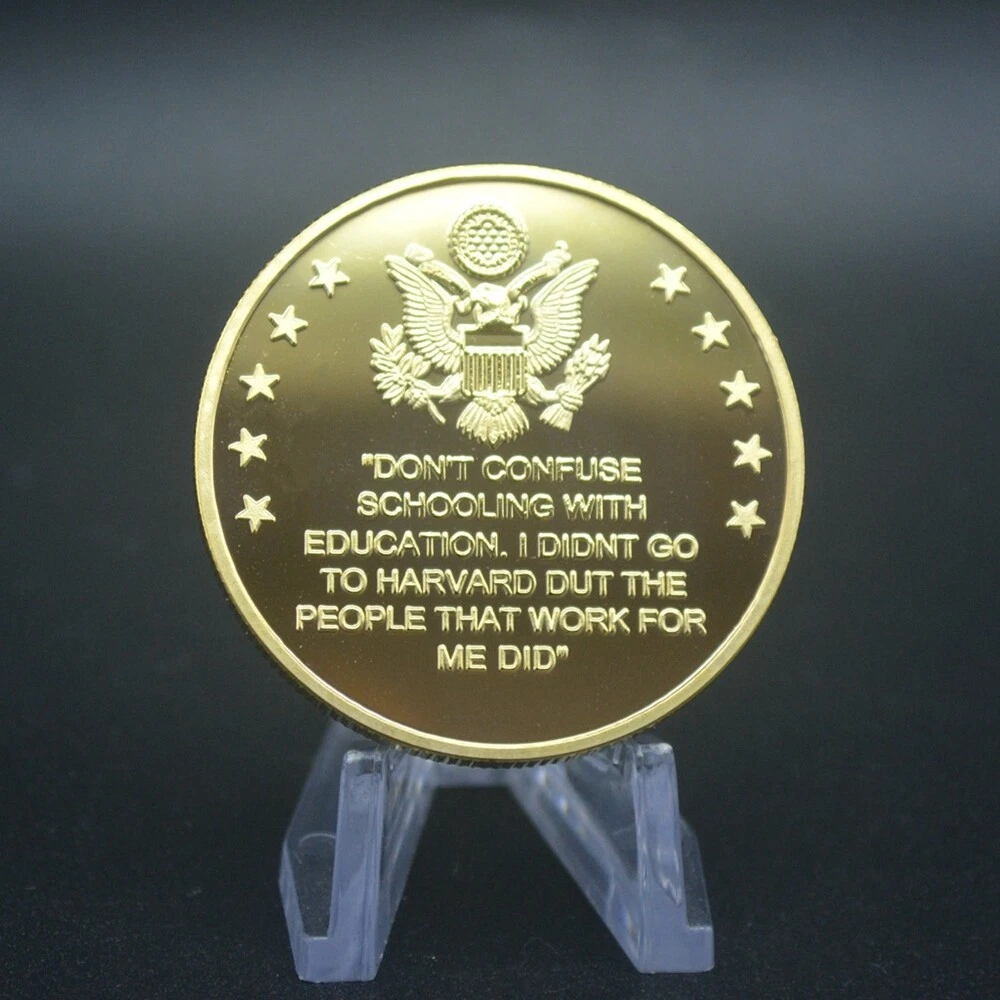 "DON'T CONFUSE
SCHOOLING WITH
EDUCATION. I DIDNT GO
TO HARVARD DUT THE
PEOPLE THAT WORK FOR
ME DID"